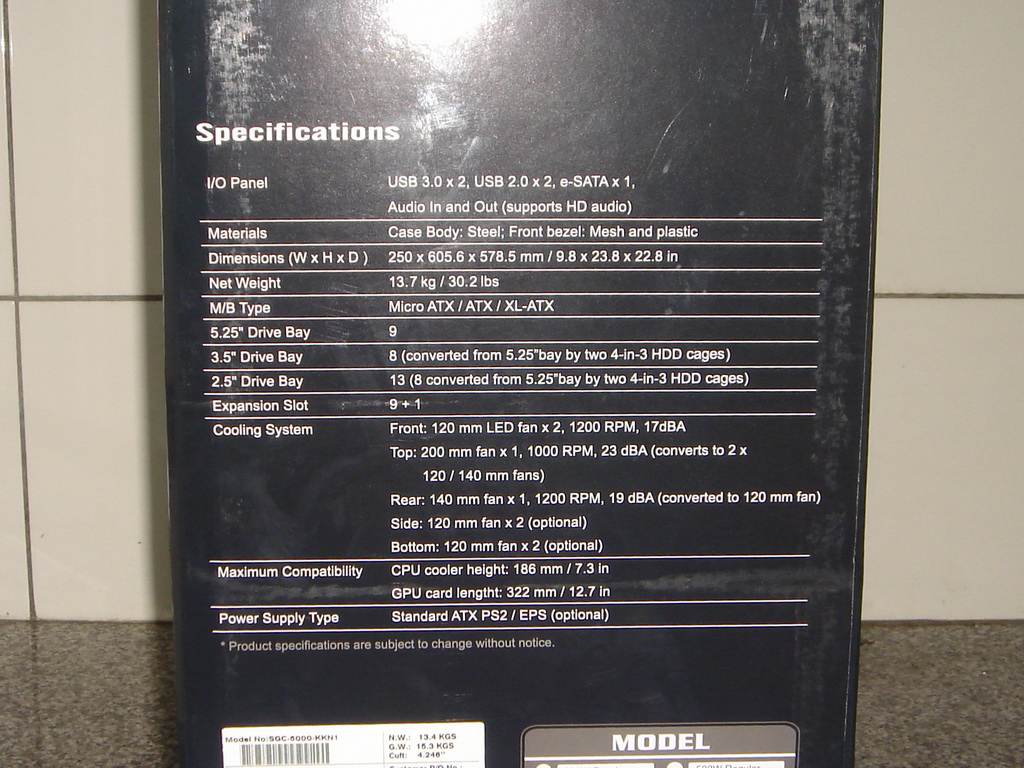 Specifications
I/O Panel USB 3.0 x 2, USB 2.0 x 2, e-SATA x 1,
Audio In and Out (supports HD audio)
Materials Case Body: Steel; Front bezel: Mesh and plastic
Dimensions (W x H x D ) 250 x 605.6 x 578.5 mm / 9.8 x 23.8 x 22.8 in
Net Weight 13.7 kg / 30.2 lbs
M/B Type Micro ATX / ATX / XL-ATX
5.25" Drive Bay 9
3.5" Drive Bay 8 (converted from 5.25"bay by two 4-in-3 HDD cages)
2.5" Drive Bay 13 (8 converted from 5.25"bay by two 4-in-3 HDD cages)
Expansion Slot 9 + 1
Cooling System Front: 120 mm LED fan x 2, 1200 RPM, 17dBA
Top: 200 mm fan x 1, 1000 RPM, 23 dBA (converts to 2 x
120 / 140 mm fans)
Rear: 140 mm fan x 1, 1200 RPM, 19 dBA (converted to 120 mm fan)
Side: 120 mm fan x 2 (optional)
Bottom: 120 mm fan x 2 (optional)
Maximum Compatibility CPU cooler height: 186 mm / 7.3 in
GPU card lenght: 322 mm / 12.7 in
Power Supply Type Standard ATX PS2 / EPS (optional)
* Product specifications are subject to change without notice.
Model No:SGC-5000-KKN1 N.W.: 13.4 KGS
G.W.: 15.3 KGS
Cuft: 4.246"
MODEL